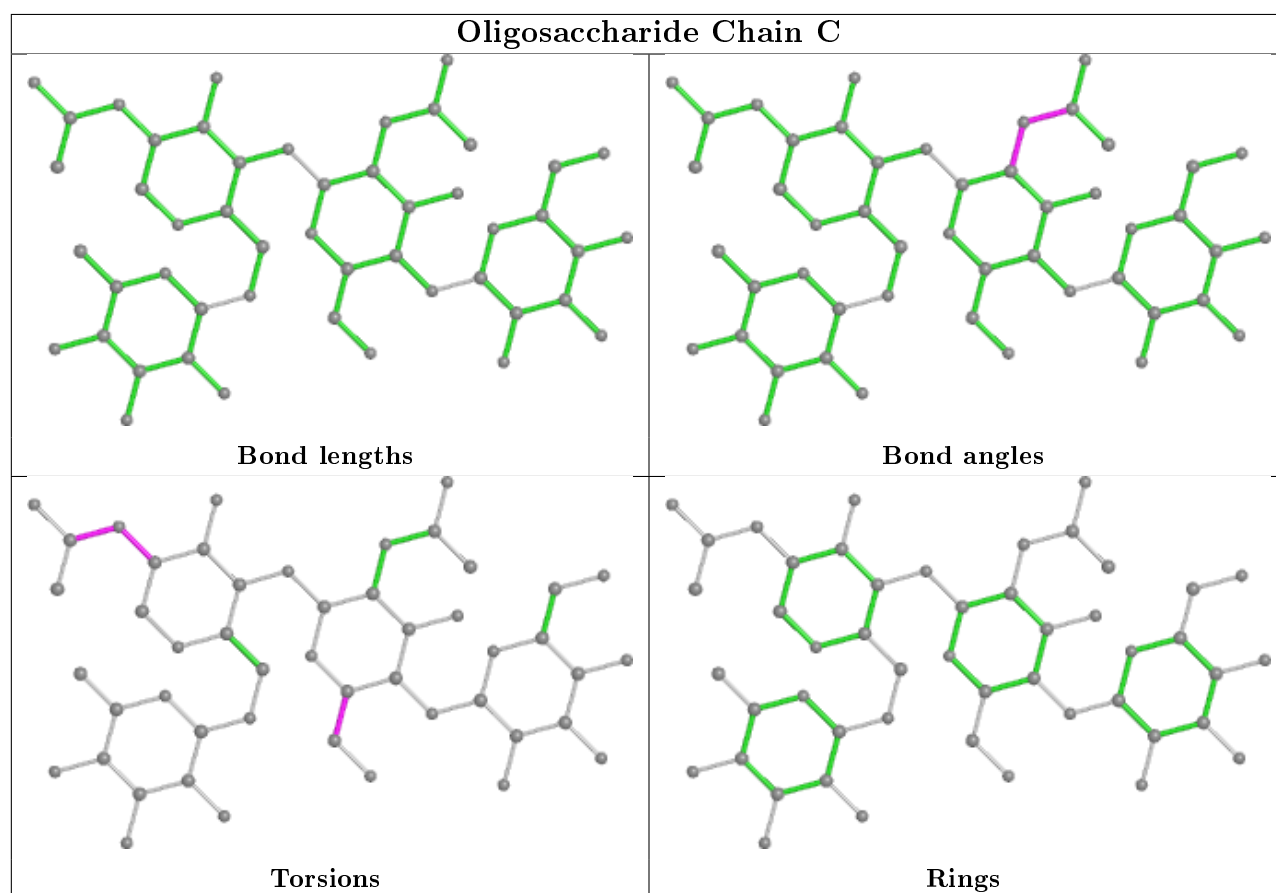 Oligosaccharide Chain C
Bond lengths
Bond angles
Torsions
Rings